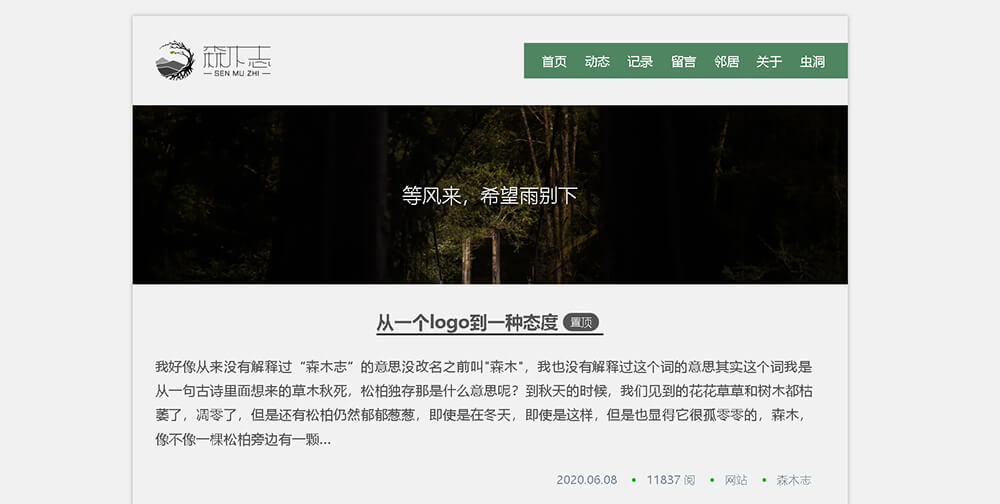 森木志
SEN MU ZHI
首页 动态 记录 留言 邻居 关于 虫洞
等风来，希望雨别下
从一个logo到一种态度 置顶
我好像从来没有解释过“森木志”的意思没改名之前叫"森木"，我也没有解释过这个词的意思其实这个词我是
从一句古诗里面想来的草木秋死，松柏独存那是什么意思呢？到秋天的时候，我们见到的花花草草和树木都枯
萎了，凋零了，但是还有松柏仍然郁郁葱葱，即使是在冬天，即使是这样，但是也显得它很孤零零的，森木，
像不像一棵松柏旁边有一颗...
2020.06.08 • 11837 阅 • 网站 • 森木志